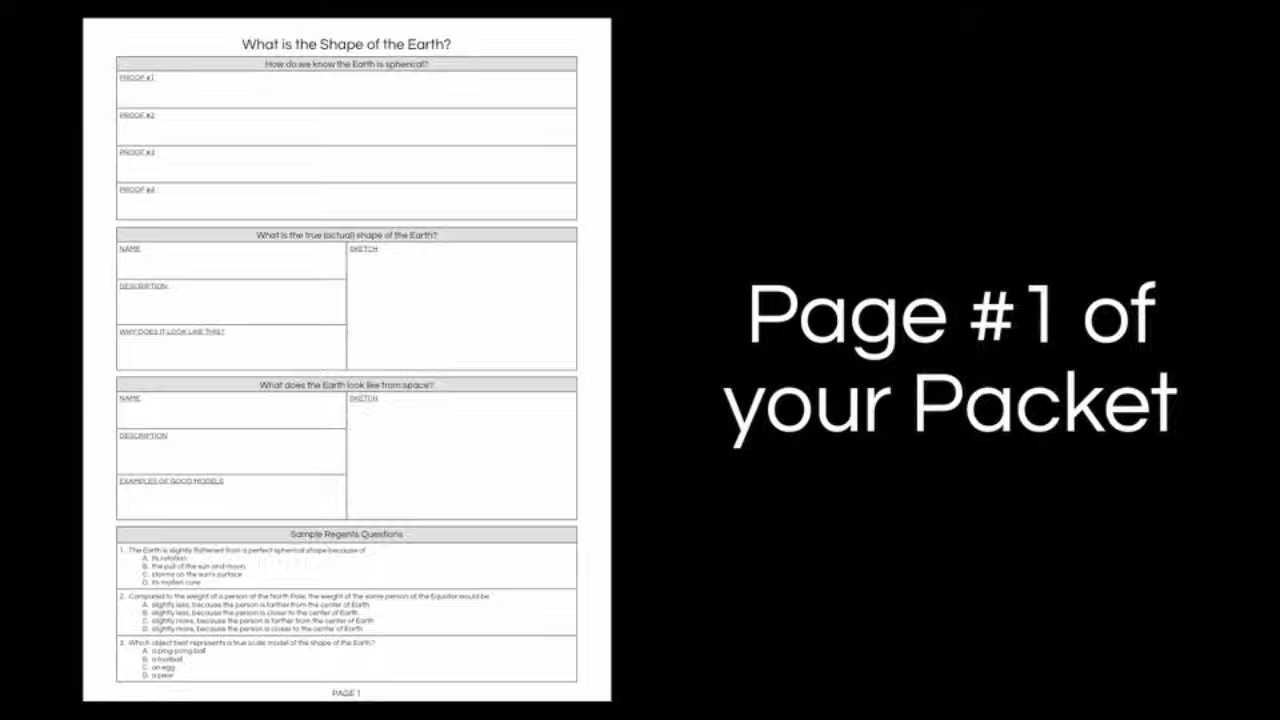 What is the Shape of the Earth?
How do we know the Earth is spherical?
PROOF #1
PROOF #2
PROOF #3
PROOF #4
What is the true (actual) shape of the Earth?
NAME
SKETCH
DESCRIPTION
WHY DOES IT LOOK LIKE THIS?
What does the Earth look like from space?
NAME
SKETCH
DESCRIPTION
EXAMPLES OF GOOD MODELS
Sample Regents Questions
1. The Earth is slightly flattened from a perfect spherical shape because of
A. its rotation
B. the pull of the sun and moon
C. storms on the sun's surface
D. its molten core
2. Compared to the weight of a person at the North Pole, the weight of the same person at the Equator would be
A. slightly less, because the person is farther from the center of Earth
B. slightly less, because the person is closer to the center of Earth
C. slightly more, because the person is farther from the center of Earth
D. slightly more, because the person is closer to the center of Earth
3. Which object best represents a true scale model of the shape of the Earth?
A. a ping-pong ball
B. a football
C. an egg
D. a pear
PAGE 1
Page #1 of
your Packet